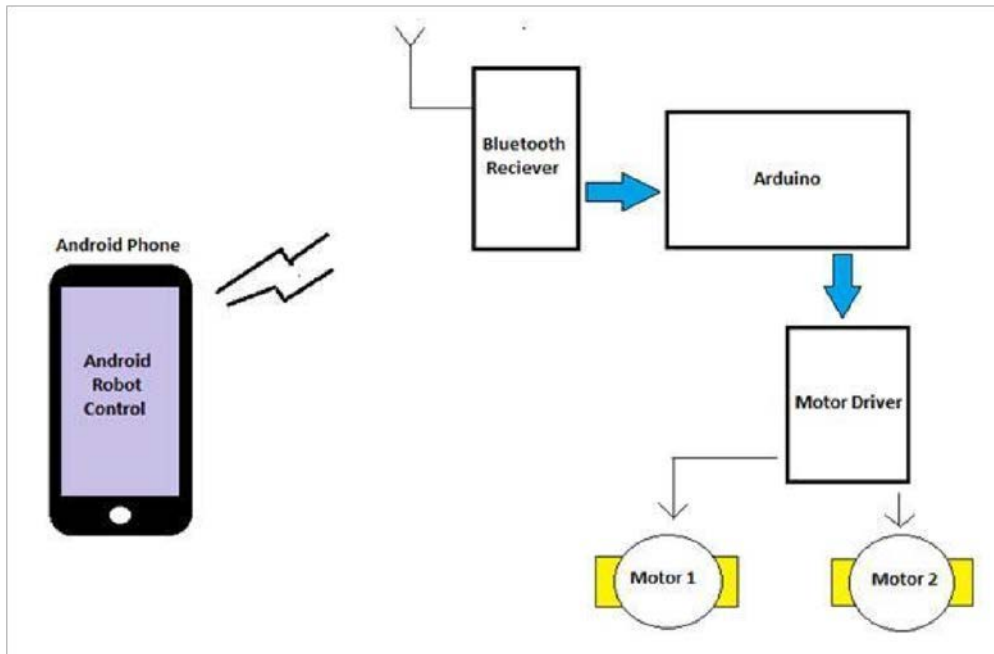 Android Phone
Android
Robot
Control
Bluetooth
Reciever
Arduino
Motor Driver
Motor 1
Motor 2